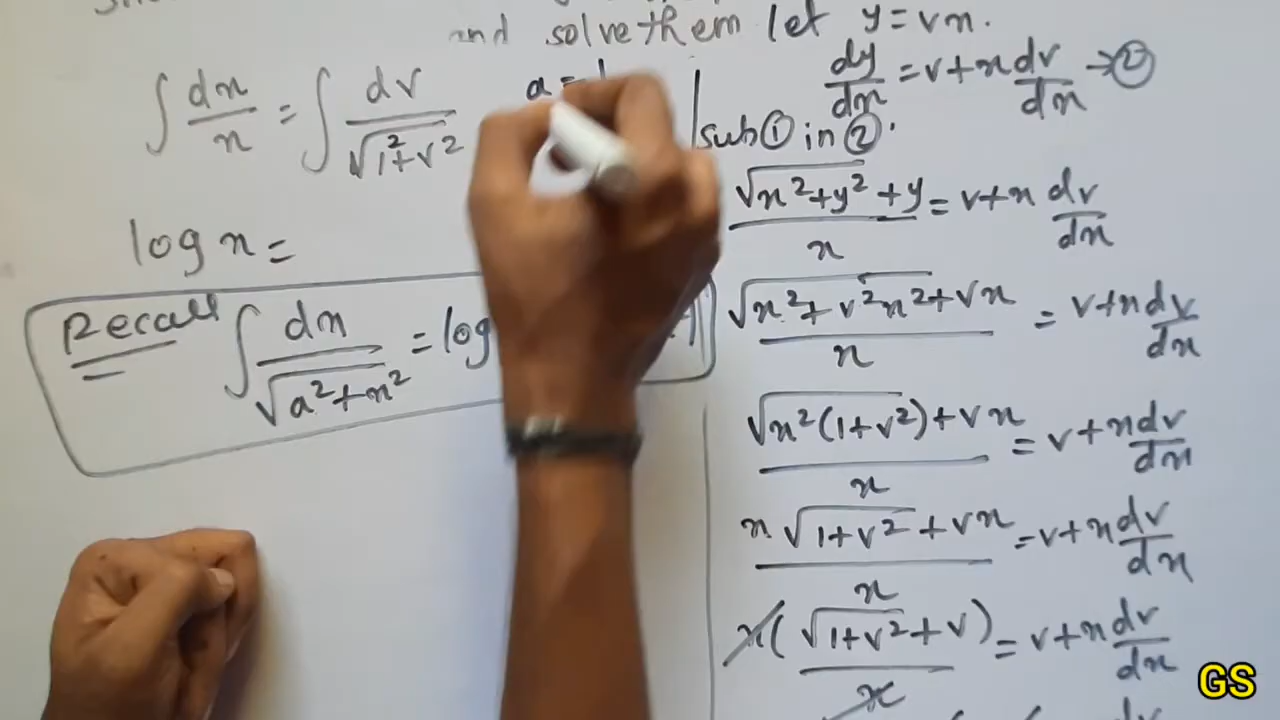 and solve them let y = vx.
∫ dx/x = ∫ dv/√1²+v²
a =
log x =
Recall ∫ dx/√a²+x² = log
dy/dx = v+x dv/dx → ②
sub ① in ②.
√x²+y² + y / x = v+x dv/dx
√x²+v²x² + vx / x = v+x dv/dx
√x²(1+v²) + vx / x = v+x dv/dx
x √1+v² + vx / x = v+x dv/dx
x(√1+v² + v) / x = v+x dv/dx
GS